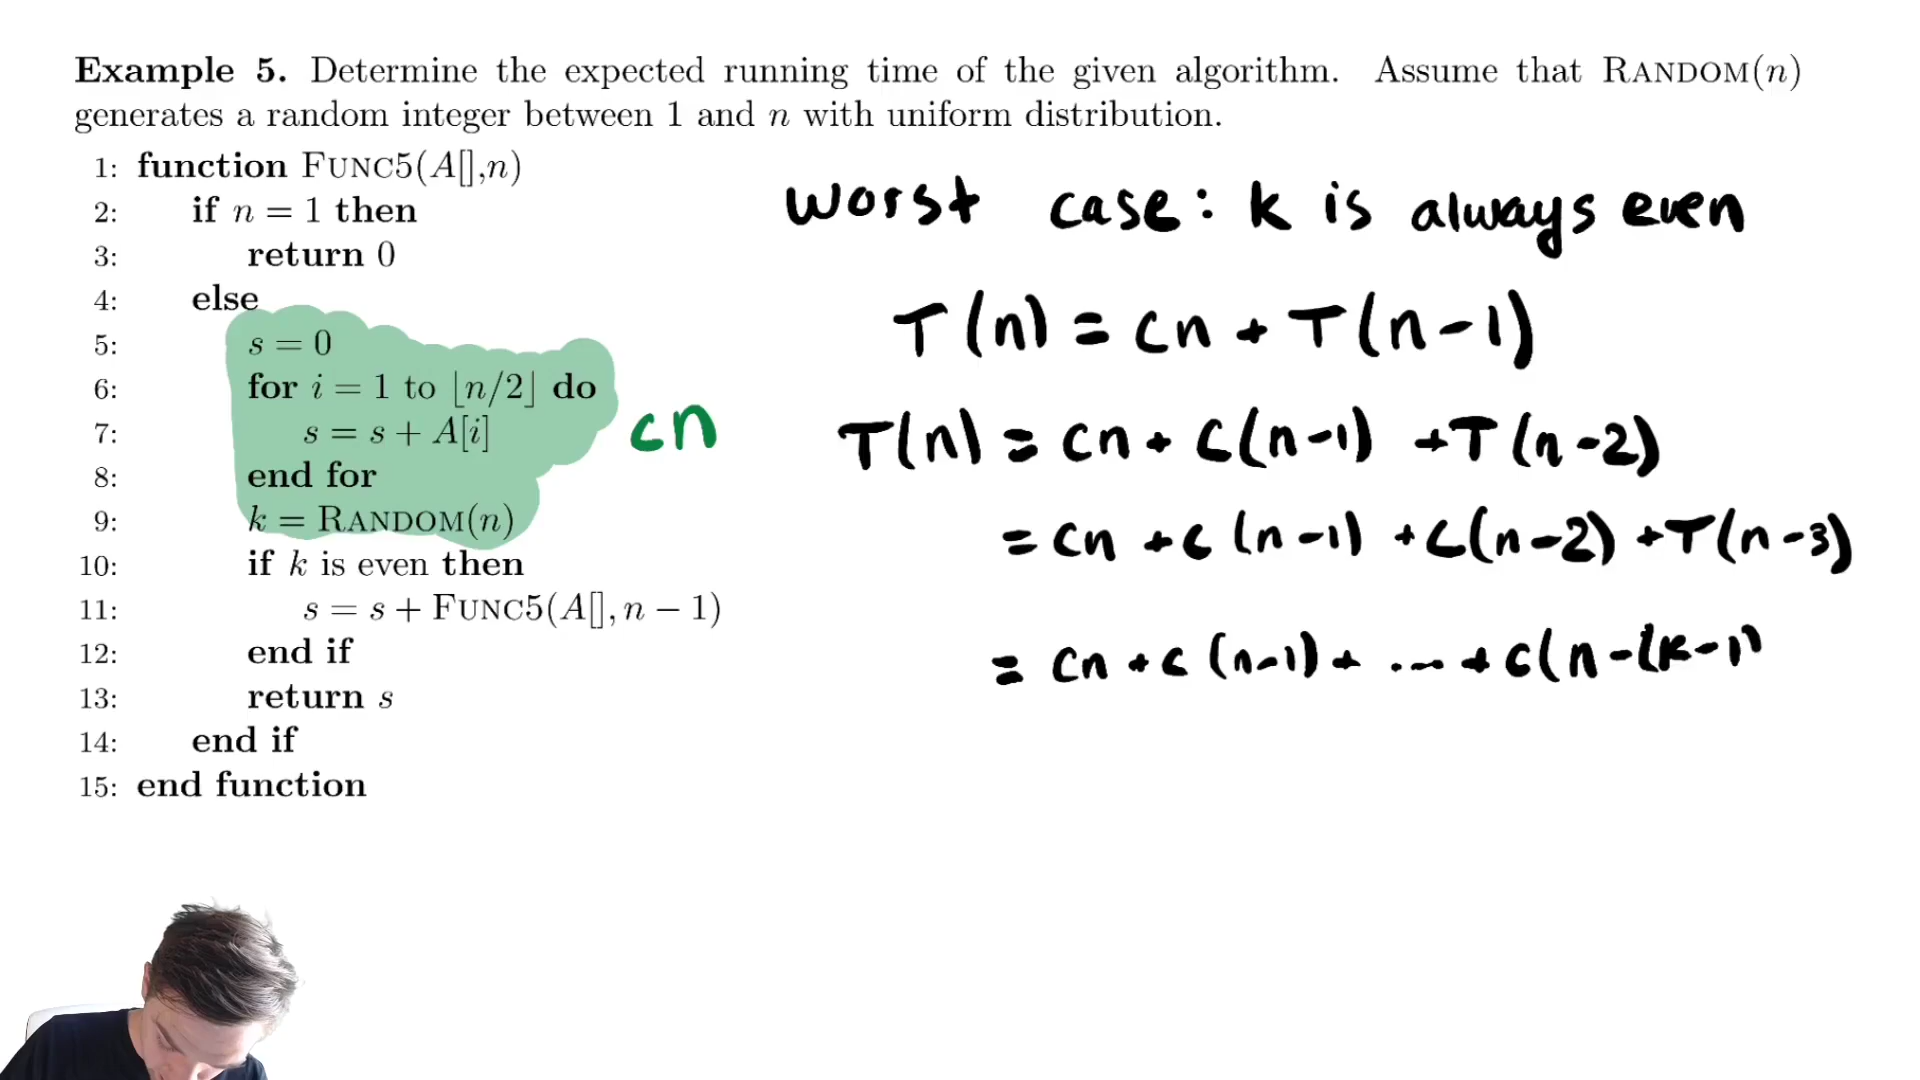 Example 5. Determine the expected running time of the given algorithm. Assume that RANDOM(n)
generates a random integer between 1 and n with uniform distribution.
1: function FUNC5(A[],n)
2: if n = 1 then
3: return 0
4: else
5: s = 0
6: for i = 1 to ⌊n/2⌋ do
7: s = s + A[i]
8: end for
9: k = RANDOM(n)
10: if k is even then
11: s = s + FUNC5(A[], n − 1)
12: end if
13: return s
14: end if
15: end function
cn
worst case: k is always even
T(n) = cn + T(n-1)
T(n) = cn + c(n-1) + T(n-2)
= cn + c(n-1) + c(n-2) + T(n-3)
= cn + c(n-1) + ... + c(n-(k-1)